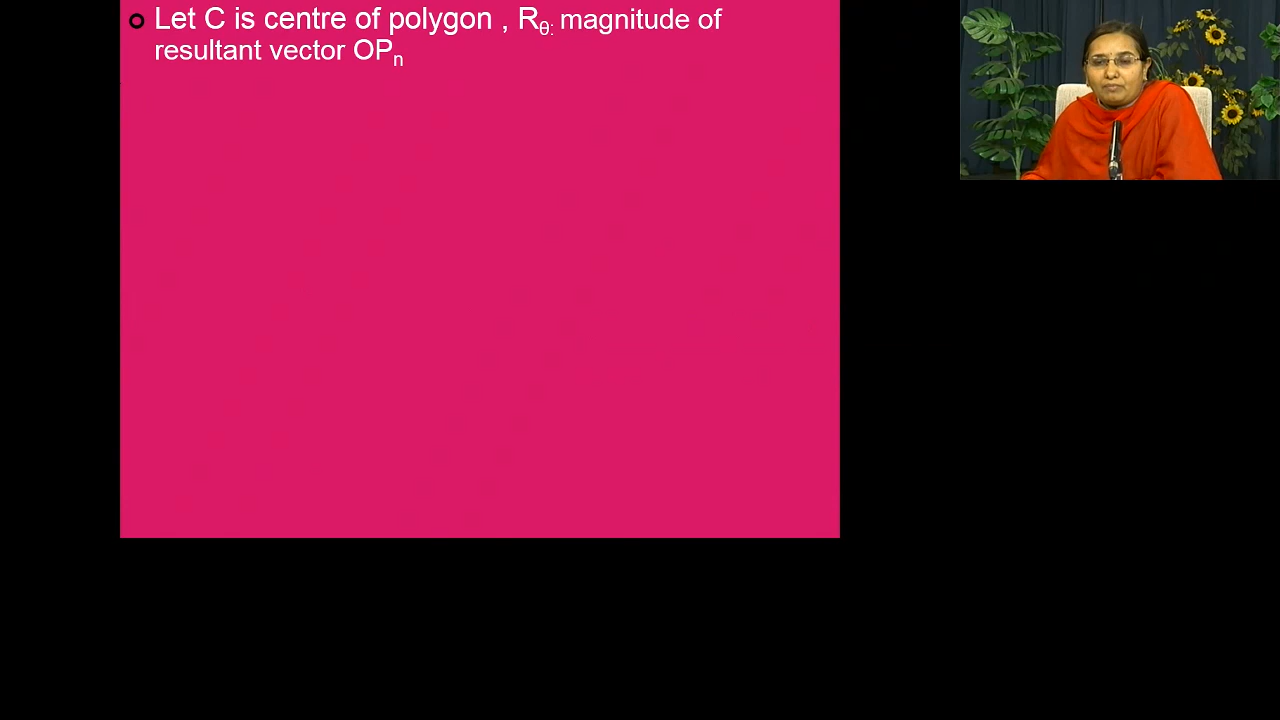 Let C is centre of polygon , Rθ: magnitude of
resultant vector OPn